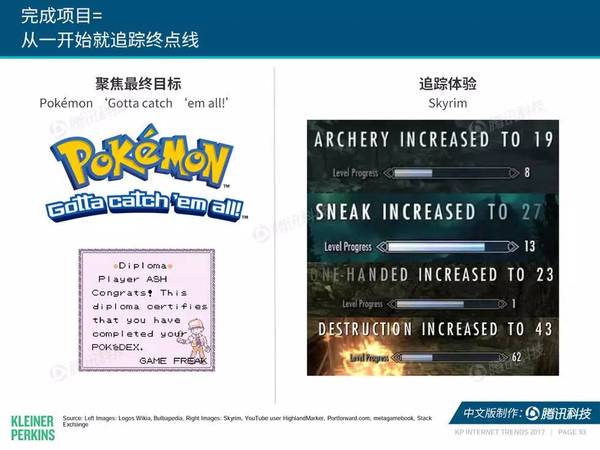 完成项目=
从一开始就追踪终点线
聚焦最终目标
Pokémon ‘Gotta catch ‘em all!’
POKéMON
Gotta catch 'em all!
Diploma
Player ASH
Congrats! This
diploma certifies
that you have
completed your
POKéDEX.
GAME FREAK
追踪体验
Skyrim
ARCHERY INCREASED TO 19
Level Progress 8
SNEAK INCREASED TO 27
Level Progress 13
ONE-HANDED INCREASED TO 23
Level Progress 1
DESTRUCTION INCREASED TO 43
Level Progress 62
腾讯科技
KLEINER
PERKINS
Source: Left Images: Logos Wikia, Bulbapedia, Right Images: Skyrim, YouTube user HighlandMarker, Portforward.com, metagamebook, Stack
Exchange
中文版制作: 腾讯科技
KP INTERNET TRENDS 2017 | PAGE 93